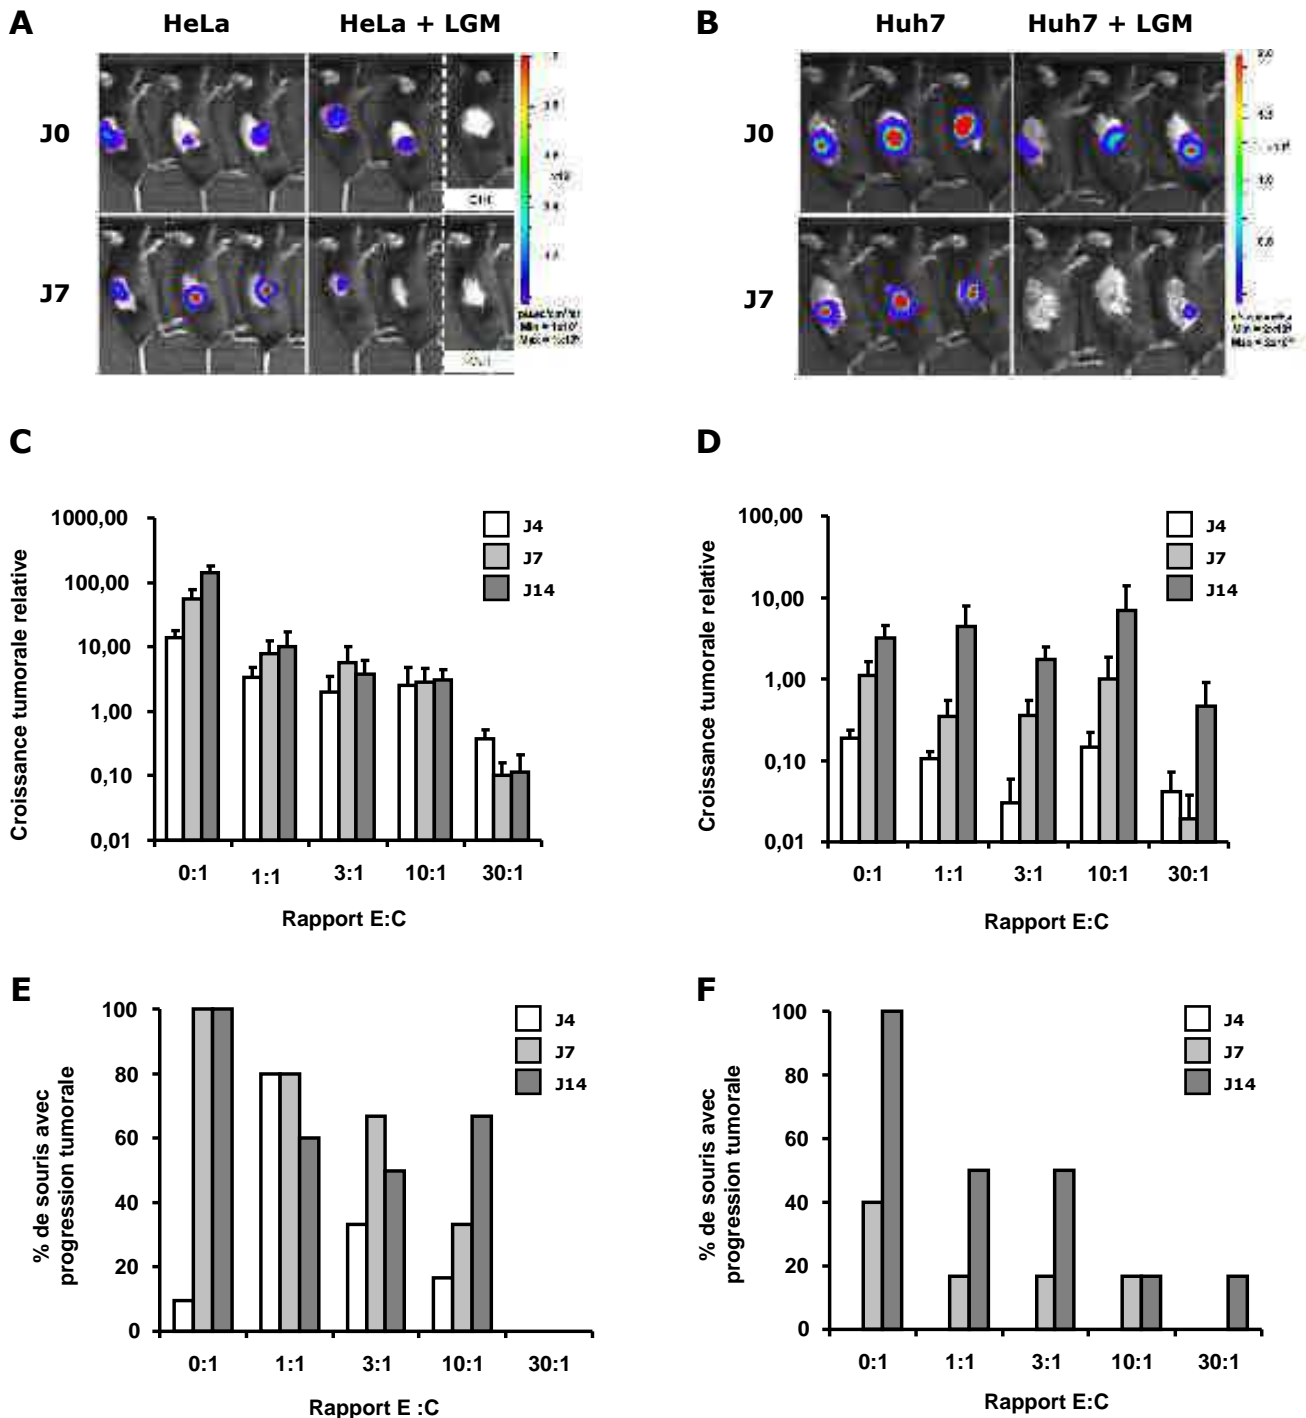 A
HeLa
HeLa + LGM
J0
J7
B
Huh7
Huh7 + LGM
J0
J7
C
Croissance tumorale relative
1000,00
100,00
10,00
1,00
0,10
0,01
J4
J7
J14
0:1
1:1
3:1
10:1
30:1
Rapport E:C
D
Croissance tumorale relative
100,00
10,00
1,00
0,10
0,01
J4
J7
J14
0:1
1:1
3:1
10:1
30:1
Rapport E:C
E
% de souris avec
progression tumorale
100
80
60
40
20
0
J4
J7
J14
0:1
1:1
3:1
10:1
30:1
Rapport E :C
F
% de souris avec
progression tumorale
100
80
60
40
20
0
J4
J7
J14
0:1
1:1
3:1
10:1
30:1
Rapport E:C